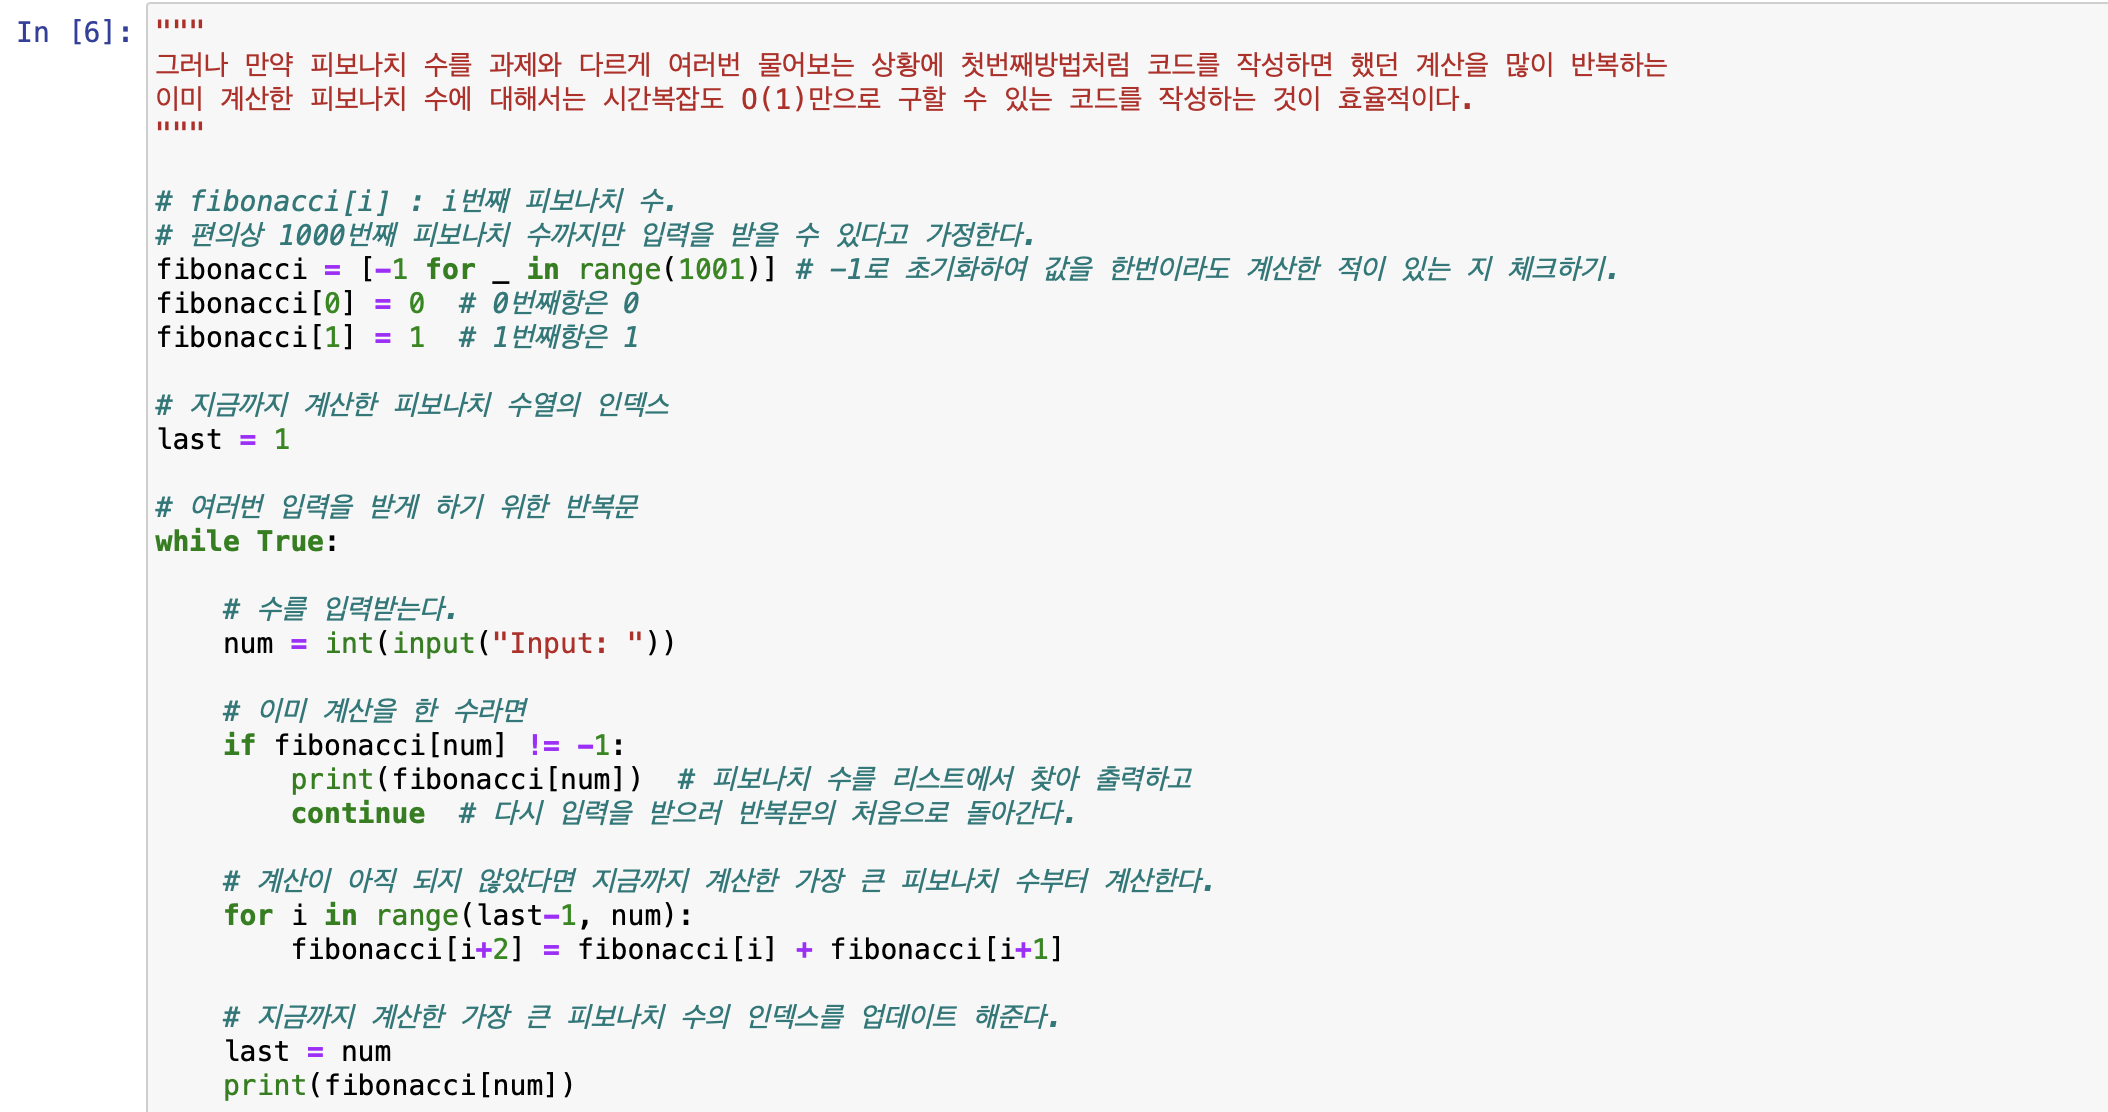 In [6]:
"""
그러나 만약 피보나치 수를 과제와 다르게 여러번 물어보는 상황에 첫번째방법처럼 코드를 작성하면 했던 계산을 많이 반복하는
이미 계산한 피보나치 수에 대해서는 시간복잡도 O(1)만으로 구할 수 있는 코드를 작성하는 것이 효율적이다.
"""
# fibonacci[i] : i번째 피보나치 수.
# 편의상 1000번째 피보나치 수까지만 입력을 받을 수 있다고 가정한다.
fibonacci = [-1 for _ in range(1001)] # -1로 초기화하여 값을 한번이라도 계산한 적이 있는 지 체크하기.
fibonacci[0] = 0  # 0번째항은 0
fibonacci[1] = 1  # 1번째항은 1
# 지금까지 계산한 피보나치 수열의 인덱스
last = 1
# 여러번 입력을 받게 하기 위한 반복문
while True:
    # 수를 입력받는다.
    num = int(input("Input: "))
    # 이미 계산을 한 수라면
    if fibonacci[num] != -1:
        print(fibonacci[num])  # 피보나치 수를 리스트에서 찾아 출력하고
        continue  # 다시 입력을 받으러 반복문의 처음으로 돌아간다.
    # 계산이 아직 되지 않았다면 지금까지 계산한 가장 큰 피보나치 수부터 계산한다.
    for i in range(last-1, num):
        fibonacci[i+2] = fibonacci[i] + fibonacci[i+1]
    # 지금까지 계산한 가장 큰 피보나치 수의 인덱스를 업데이트 해준다.
    last = num
    print(fibonacci[num])